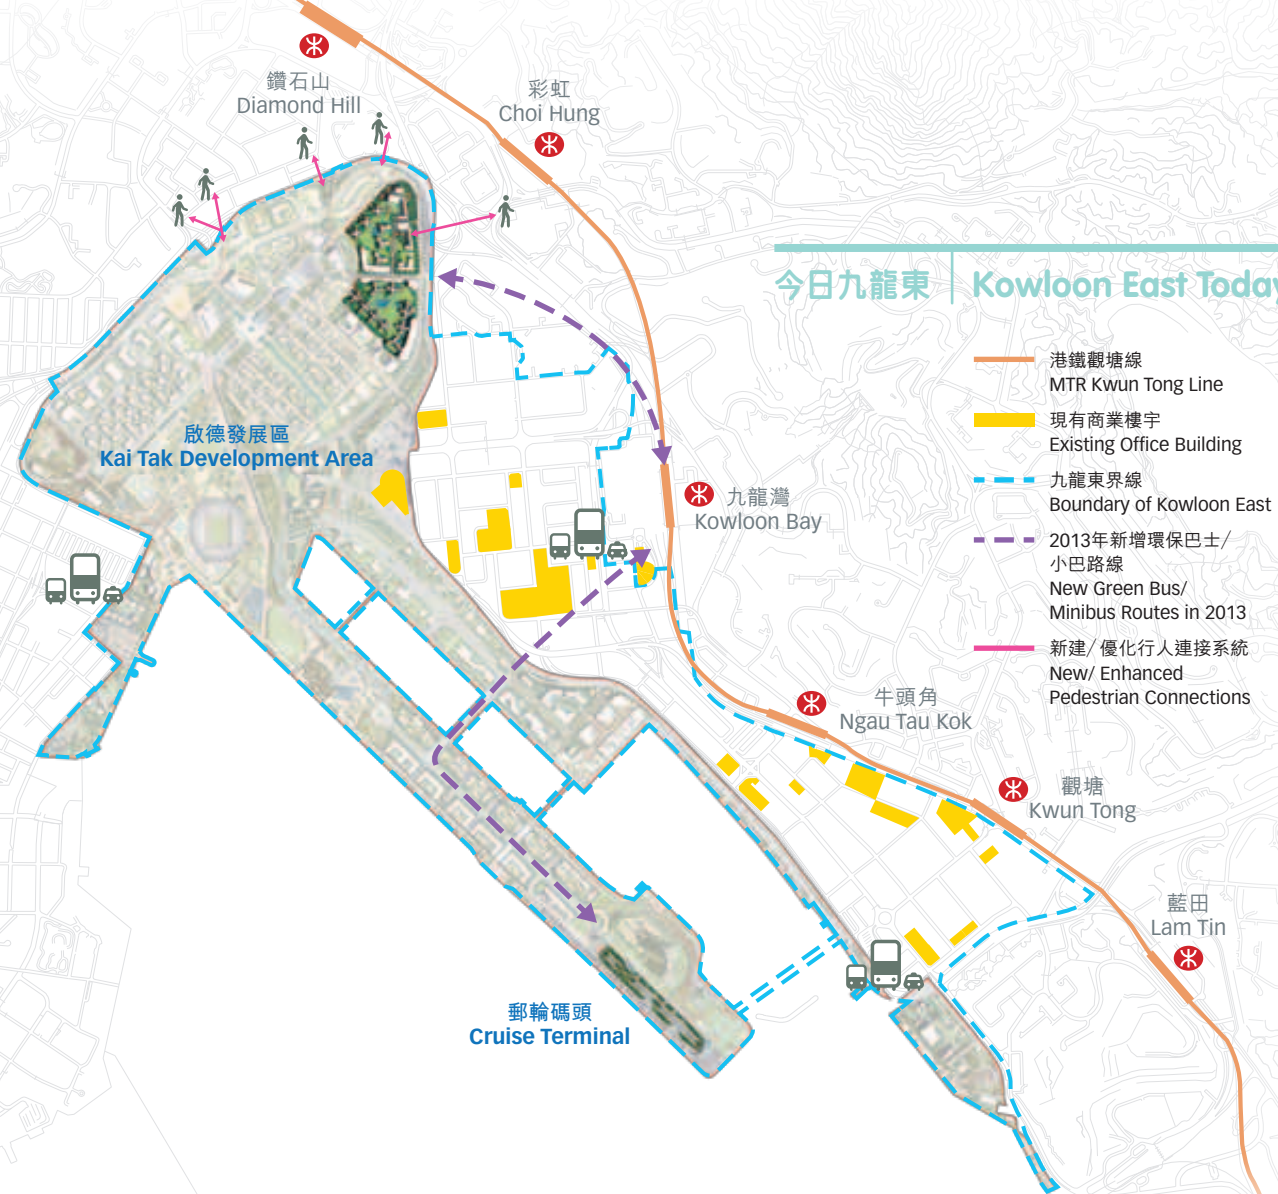 鑽石山
Diamond Hill
彩虹
Choi Hung
今日九龍東
Kowloon East Today
港鐵觀塘線
MTR Kwun Tong Line
現有商業樓宇
Existing Office Building
九龍東界線
Boundary of Kowloon East
2013年新增環保巴士/
小巴路線
New Green Bus/
Minibus Routes in 2013
新建/優化行人連接系統
New/ Enhanced
Pedestrian Connections
啟德發展區
Kai Tak Development Area
九龍灣
Kowloon Bay
牛頭角
Ngau Tau Kok
觀塘
Kwun Tong
藍田
Lam Tin
郵輪碼頭
Cruise Terminal